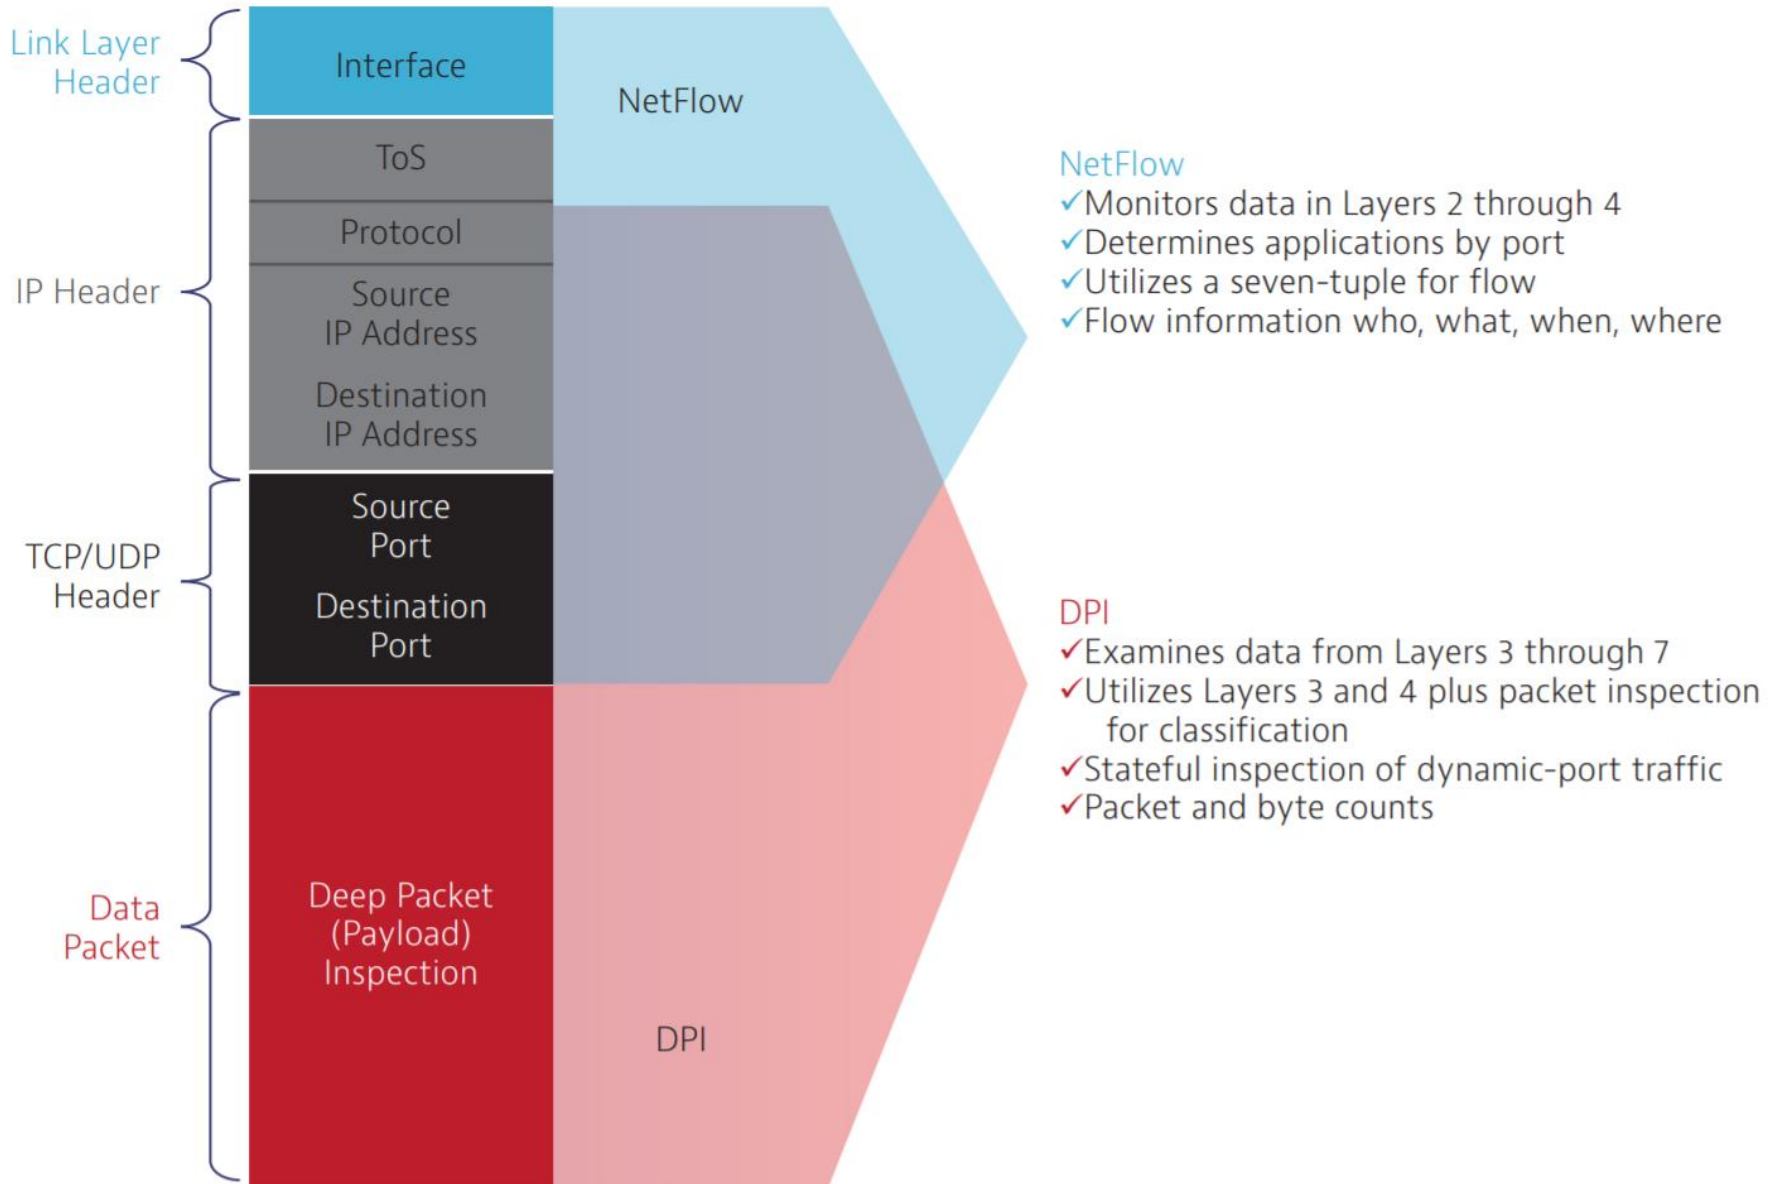 Link Layer
Header
Interface
NetFlow
ToS
Protocol
IP Header
Source
IP Address
Destination
IP Address
TCP/UDP
Header
Source
Port
Destination
Port
Data
Packet
Deep Packet
(Payload)
Inspection
DPI
NetFlow
✓Monitors data in Layers 2 through 4
✓Determines applications by port
✓Utilizes a seven-tuple for flow
✓Flow information who, what, when, where
DPI
✓Examines data from Layers 3 through 7
✓Utilizes Layers 3 and 4 plus packet inspection
for classification
✓Stateful inspection of dynamic-port traffic
✓Packet and byte counts